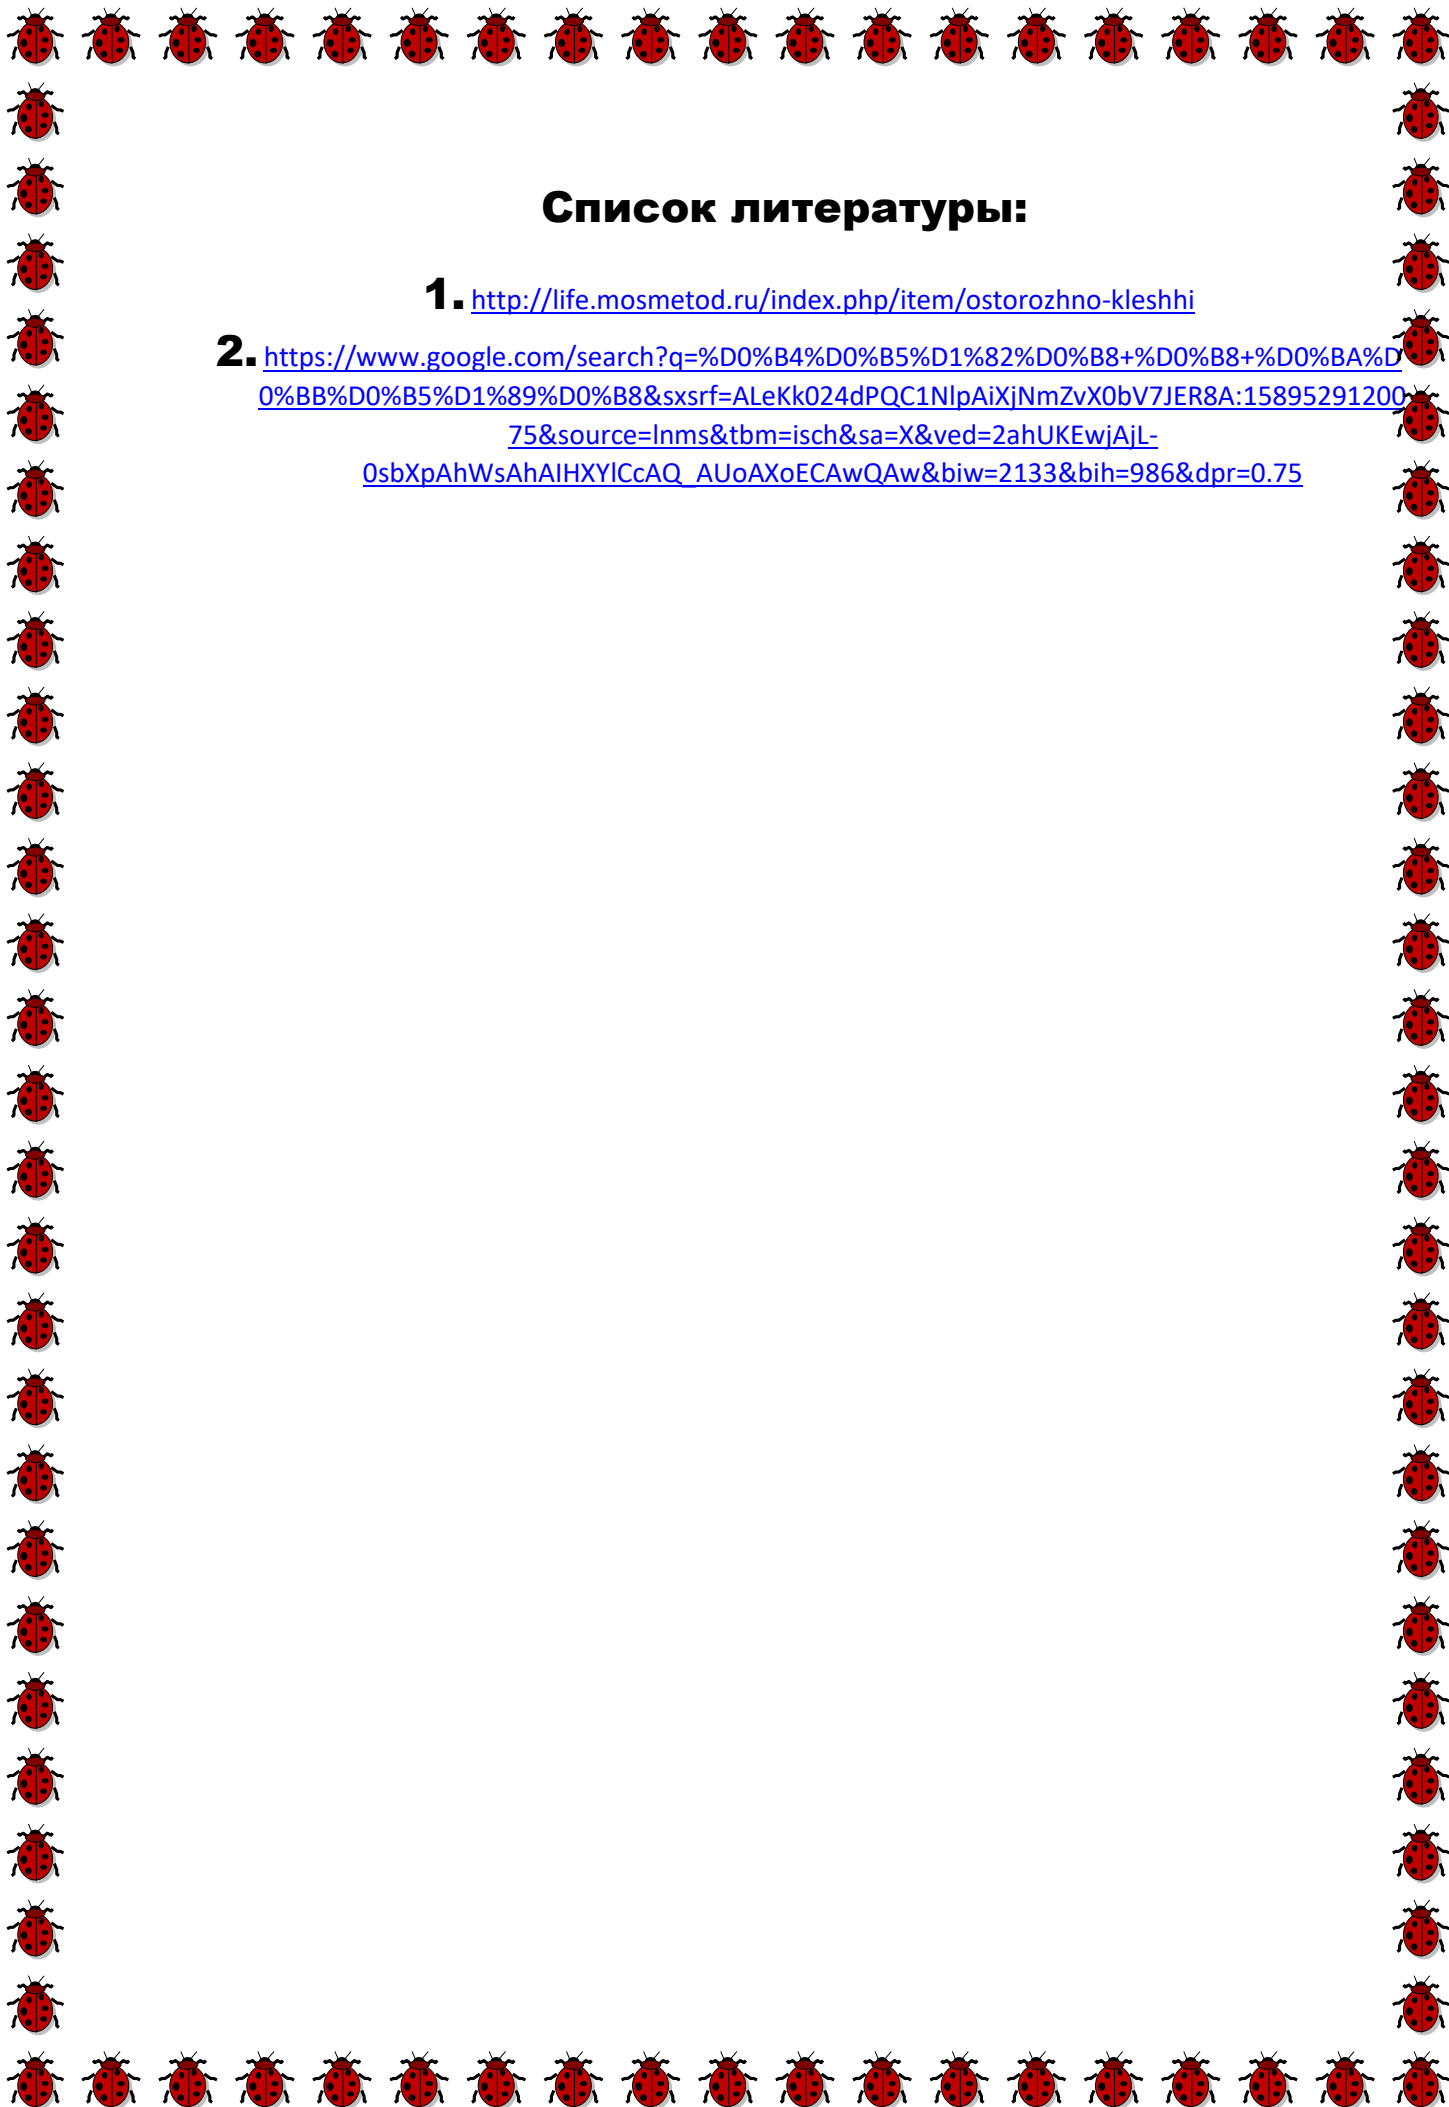 Список литературы:
1. http://life.mosmetod.ru/index.php/item/ostorozhno-kleshhi
2. https://www.google.com/search?q=%D0%B4%D0%B5%D1%82%D0%B8+%D0%B8+%D0%BA%D
0%BB%D0%B5%D1%89%D0%B8&sxsrf=ALeKk024dPQC1NlpAiXjNmZvX0bV7JER8A:15895291200
75&source=lnms&tbm=isch&sa=X&ved=2ahUKEwjAjL-
0sbXpAhWsAhAIHXYlCcAQ_AUoAXoECAwQAw&biw=2133&bih=986&dpr=0.75